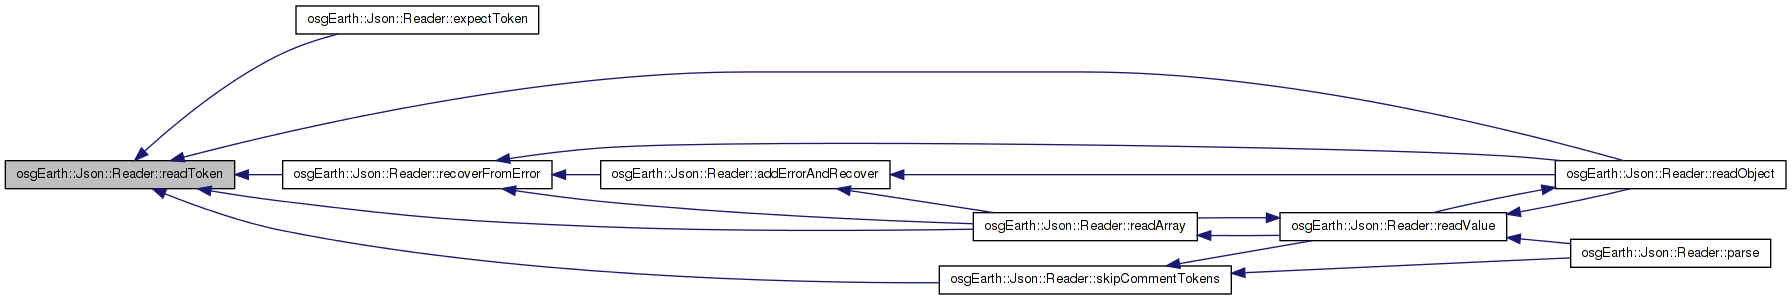 osgEarth::Json::Reader::expectToken
osgEarth::Json::Reader::readToken
osgEarth::Json::Reader::recoverFromError
osgEarth::Json::Reader::addErrorAndRecover
osgEarth::Json::Reader::readObject
osgEarth::Json::Reader::readArray
osgEarth::Json::Reader::readValue
osgEarth::Json::Reader::parse
osgEarth::Json::Reader::skipCommentTokens